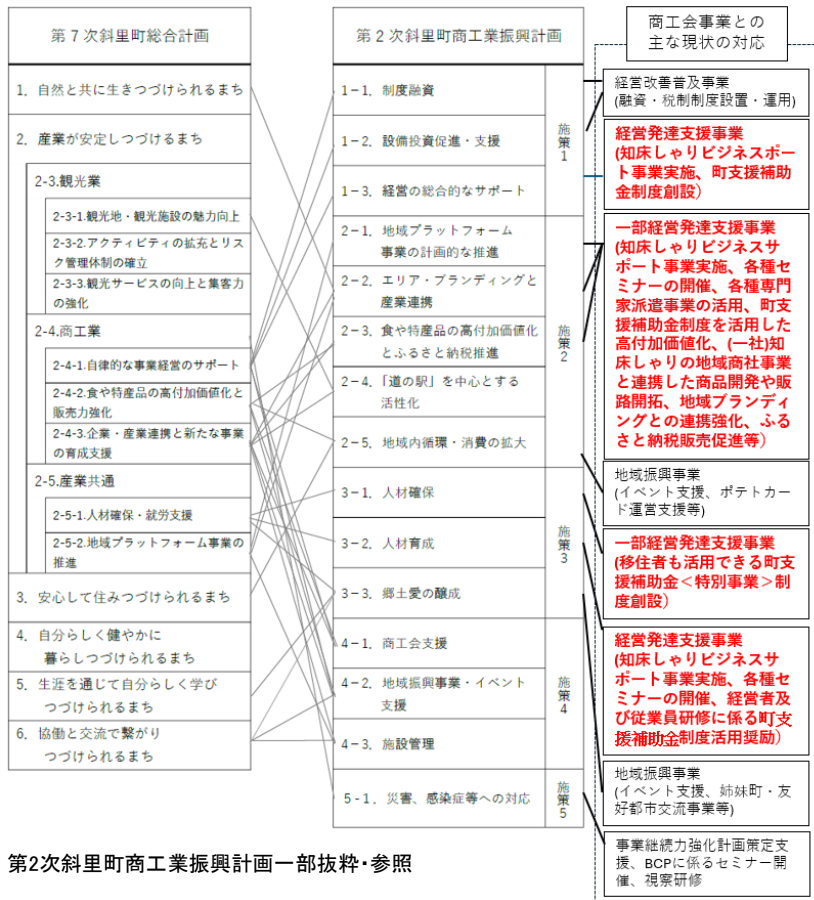 第７次斜里町総合計画
1. 自然と共に生きつづけられるまち
2. 産業が安定しつづけるまち
2-3.観光業
2-3-1.観光地・観光施設の魅力向上
2-3-2.アクティビティの拡充とリス
ク管理体制の確立
2-3-3.観光サービスの向上と集客力
の強化
2-4.商工業
2-4-1.自律的な事業経営のサポート
2-4-2.食や特産品の高付加価値化と
販売力強化
2-4-3.企業・産業連携と新たな事業
の育成支援
2-5.産業共通
2-5-1.人材確保・就労支援
2-5-2.地域プラットフォーム事業の
推進
3. 安心して住みつづけられるまち
4. 自分らしく健やかに
暮らしつづけられるまち
5. 生涯を通じて自分らしく学び
つづけられるまち
6. 協働と交流で繋がり
つづけられるまち
第２次斜里町商工業振興計画
1－1. 制度融資
1－2. 設備投資促進・支援
1－3. 経営の総合的なサポート
施策1
2－1. 地域プラットフォーム
事業の計画的な推進
2－2. エリア・ブランディングと
産業連携
2－3. 食や特産品の高付加価値化
とふるさと納税推進
2－4. 「道の駅」を中心とする
活性化
2－5. 地域内循環・消費の拡大
施策2
3－1. 人材確保
3－2. 人材育成
3－3. 郷土愛の醸成
施策3
4－1. 商工会支援
4－2. 地域振興事業・イベント
支援
4－3. 施設管理
施策4
5－1. 災害、感染症等への対応
施策5
商工会事業との
主な現状の対応
経営改善普及事業
(融資・税制制度設置・運用)
経営発達支援事業
(知床しゃりビジネスポー
ト事業実施、町支援補助
金制度創設）
一部経営発達支援事業
(知床しゃりビジネスサ
ポート事業実施、各種セ
ミナーの開催、各種専門
家派遣事業の活用、町支
援補助金制度を活用した
高付加価値化、(一社)知
床しゃりの地域商社事業
と連携した商品開発や販
路開拓、地域ブランディ
ングとの連携強化、ふる
さと納税販売促進等）
地域振興事業
(イベント支援、ポテトカー
ド運営支援等)
一部経営発達支援事業
(移住者も活用できる町支
援補助金＜特別事業＞制
度創設）
経営発達支援事業
(知床しゃりビジネスサ
ポート事業実施、各種セ
ミナーの開催、経営者及
び従業員研修に係る町支
援補助金制度活用奨励）
地域振興事業
(イベント支援、姉妹町・友
好都市交流事業等)
事業継続力強化計画策定支
援、BCPに係るセミナー開
催、視察研修
第2次斜里町商工業振興計画一部抜粋・参照